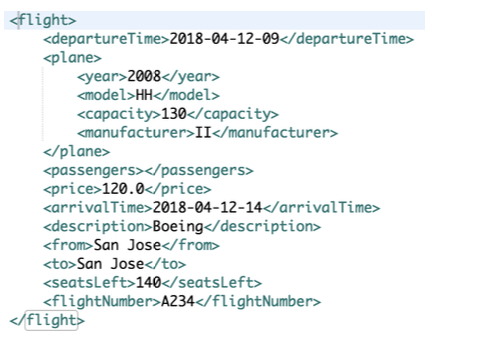 <flight>
    <departureTime>2018-04-12-09</departureTime>
    <plane>
        <year>2008</year>
        <model>HH</model>
        <capacity>130</capacity>
        <manufacturer>II</manufacturer>
    </plane>
    <passengers></passengers>
    <price>120.0</price>
    <arrivalTime>2018-04-12-14</arrivalTime>
    <description>Boeing</description>
    <from>San Jose</from>
    <to>San Jose</to>
    <seatsLeft>140</seatsLeft>
    <flightNumber>A234</flightNumber>
</flight>